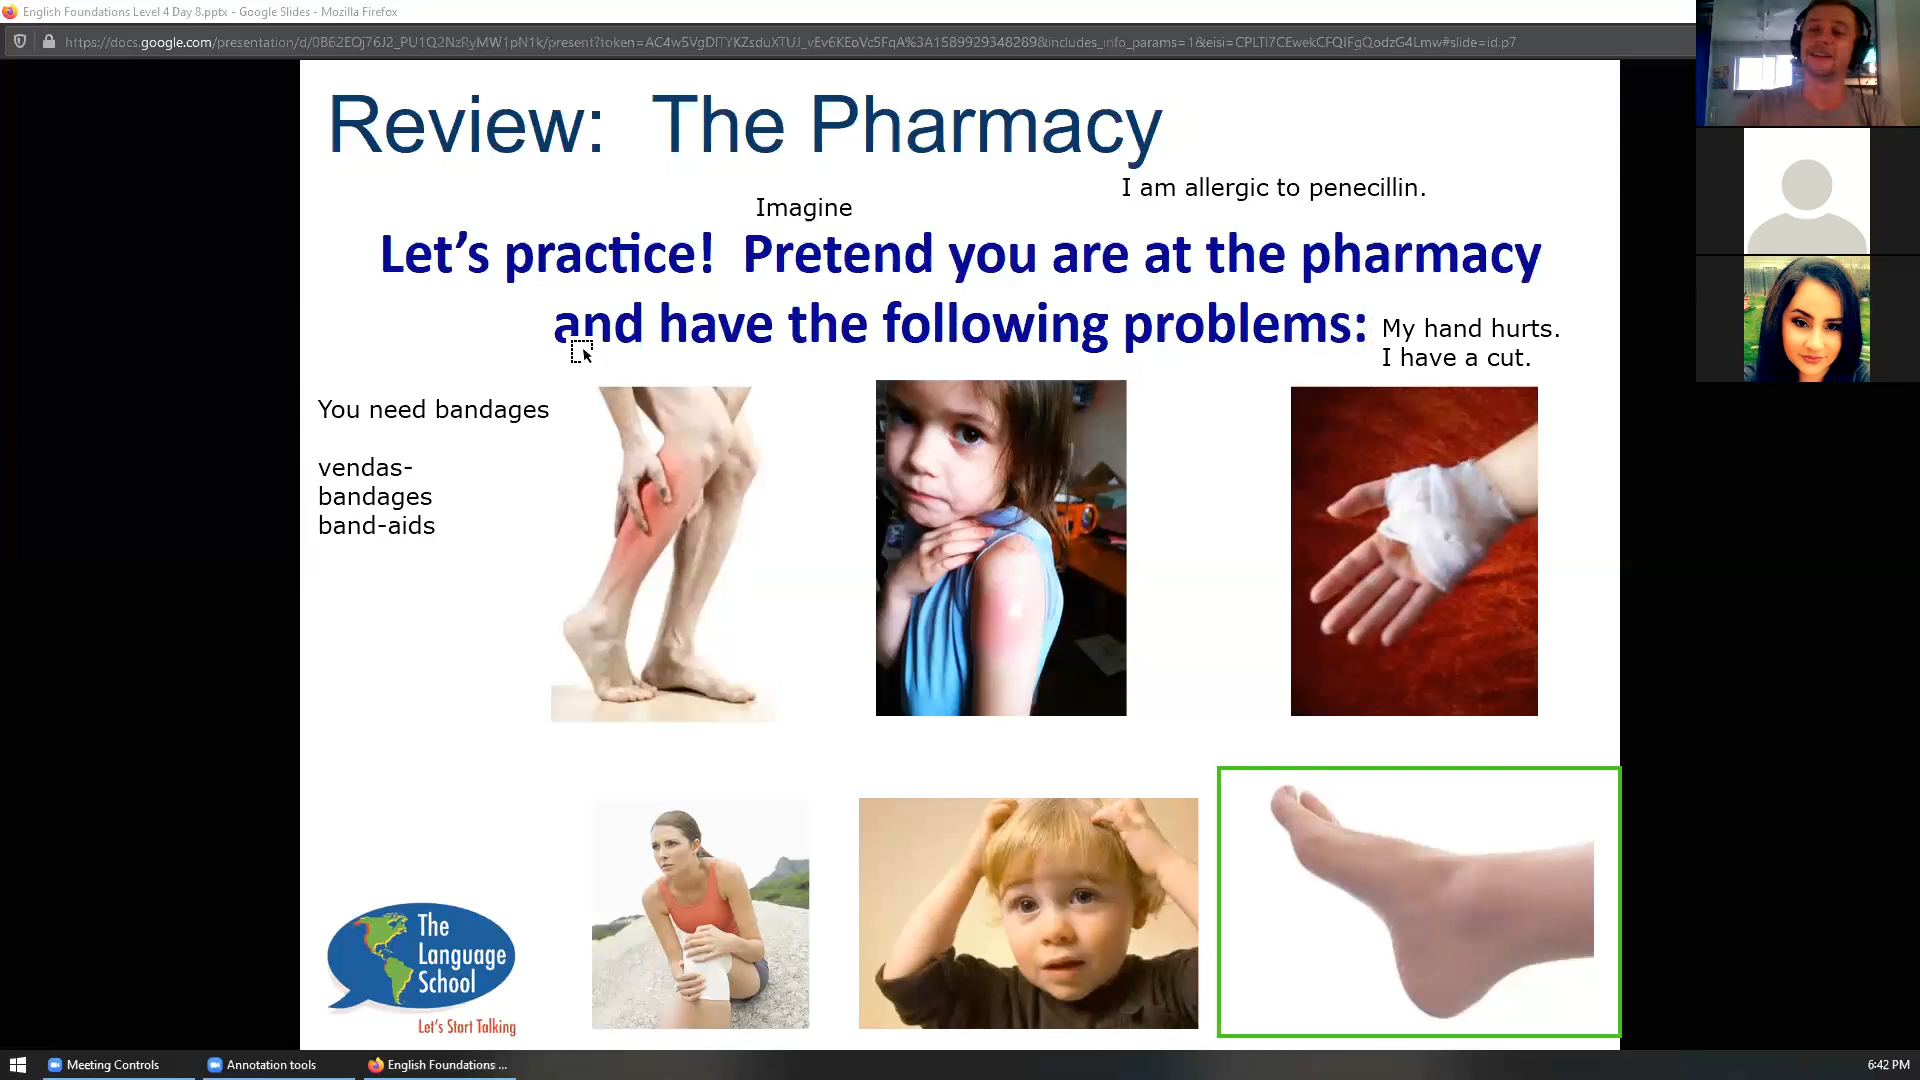 English Foundations Level 4 Day 8.pptx - Google Slides - Mozilla Firefox
Review: The Pharmacy
I am allergic to penecillin.
Imagine
Let's practice! Pretend you are at the pharmacy
and have the following problems:
My hand hurts.
I have a cut.
You need bandages
vendas-
bandages
band-aids
The
Language
School
Let's Start Talking
Meeting Controls
Annotation tools
English Foundations ...
6:42 PM